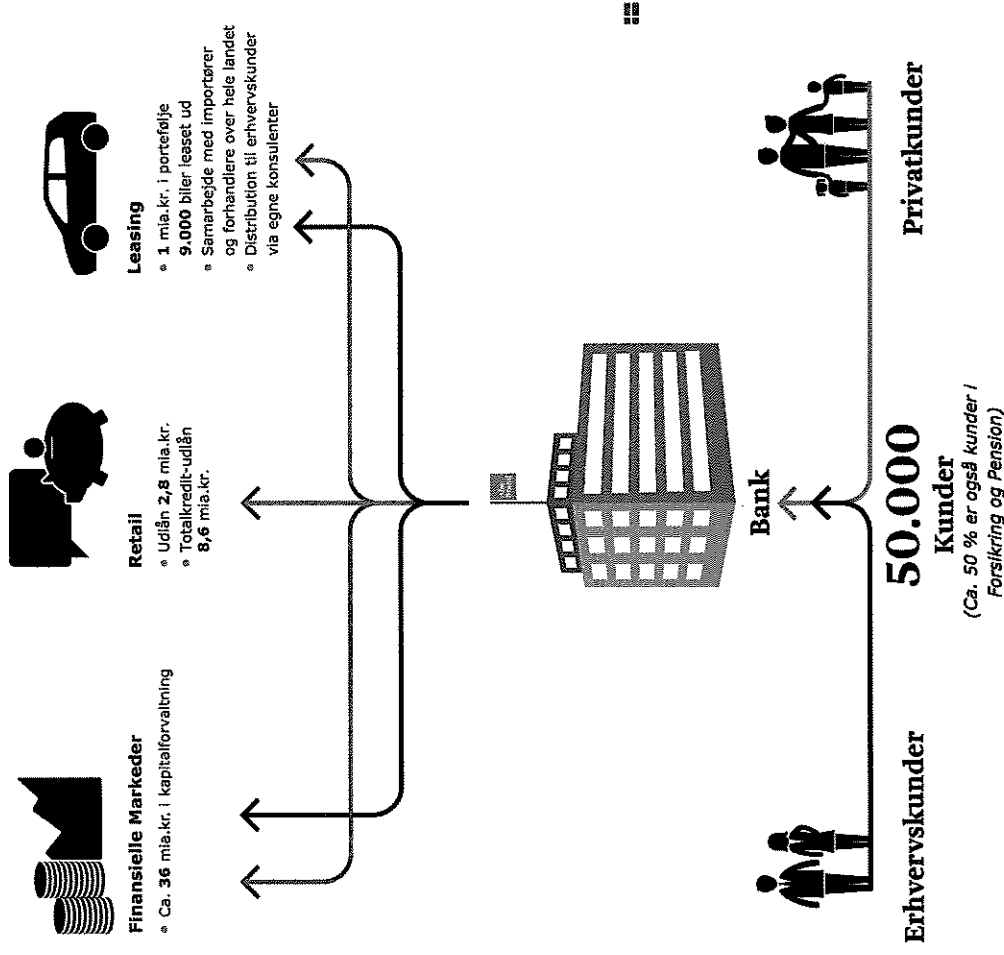 Finansielle Markeder
Ca. 36 mia.kr. i kapitalforvaltning
Retail
Udlån 2,8 mia.kr.
Totalkredit-udlån
8,6 mia.kr.
Leasing
1 mia.kr. i portefølje
9.000 biler leaset ud
Samarbejde med importører
og forhandlere over hele landet
Distribution til erhvervskunder
via egne konsulenter
Bank
Erhvervskunder
50.000
Kunder
(Ca. 50 % er også kunder i
Forsikring og Pension)
Privatkunder